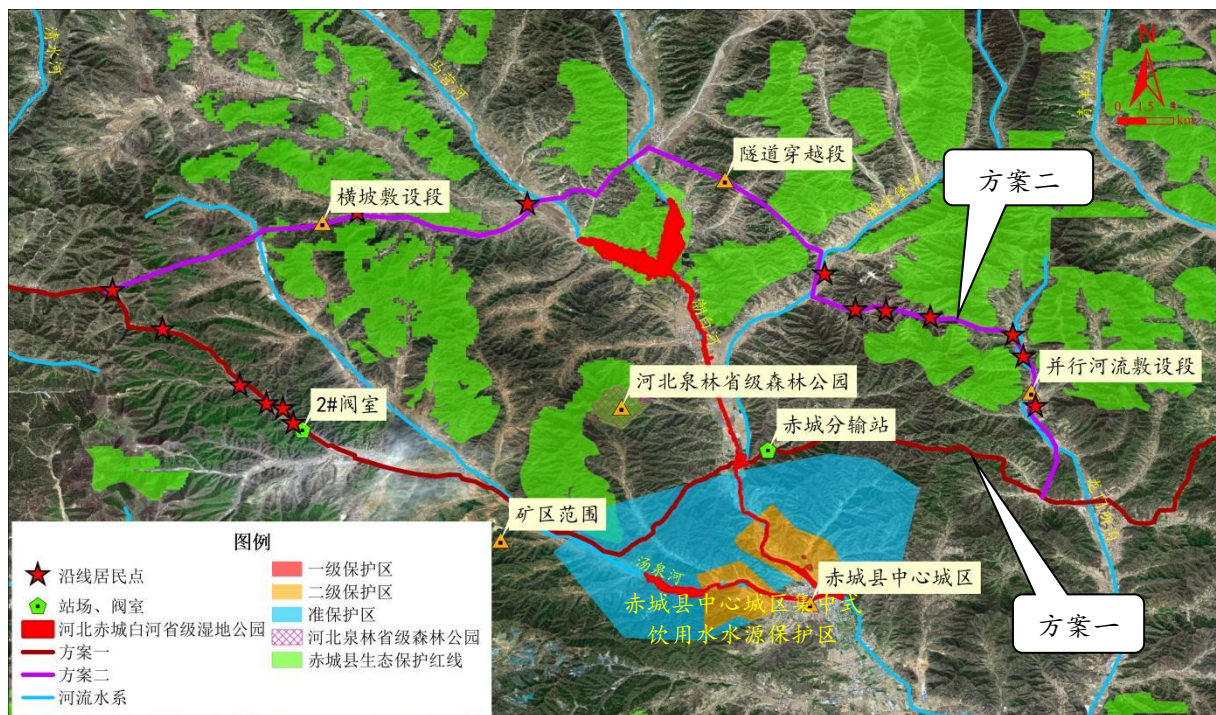 N
0 1.5 3
km
马营河
隧道穿越段
方案二
横坡敷设段
河北泉林省级森林公园
并行河流敷设段
2#阀室
赤城分输站
矿区范围
汤泉河
赤城县中心城区
赤城县中心城区集中式
饮用水水源保护区
方案一
图例
沿线居民点
站场、阀室
河北赤城白河省级湿地公园
方案一
方案二
河流水系
一级保护区
二级保护区
准保护区
河北泉林省级森林公园
赤城县生态保护红线